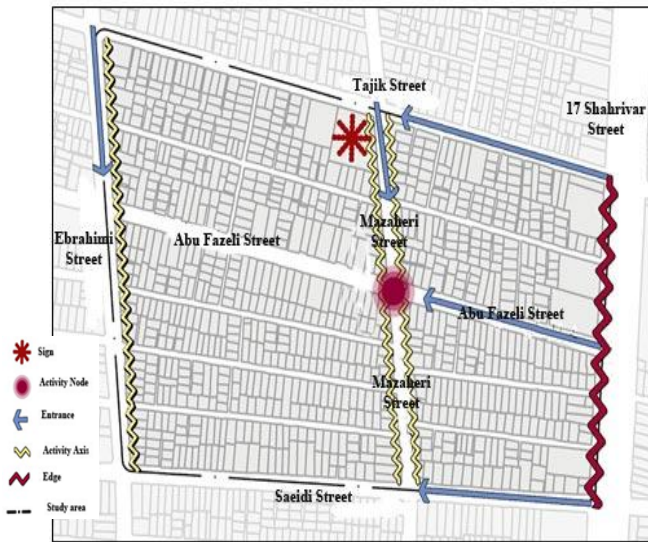 Tajik Street
17 Shahrivar
Street
Mazaheri
Street
Ebrahimi
Street
Abu Fazeli Street
Abu Fazeli Street
Mazaheri
Street
Saeidi Street
Sign
Activity Node
Entrance
Activity Axis
Edge
Study area